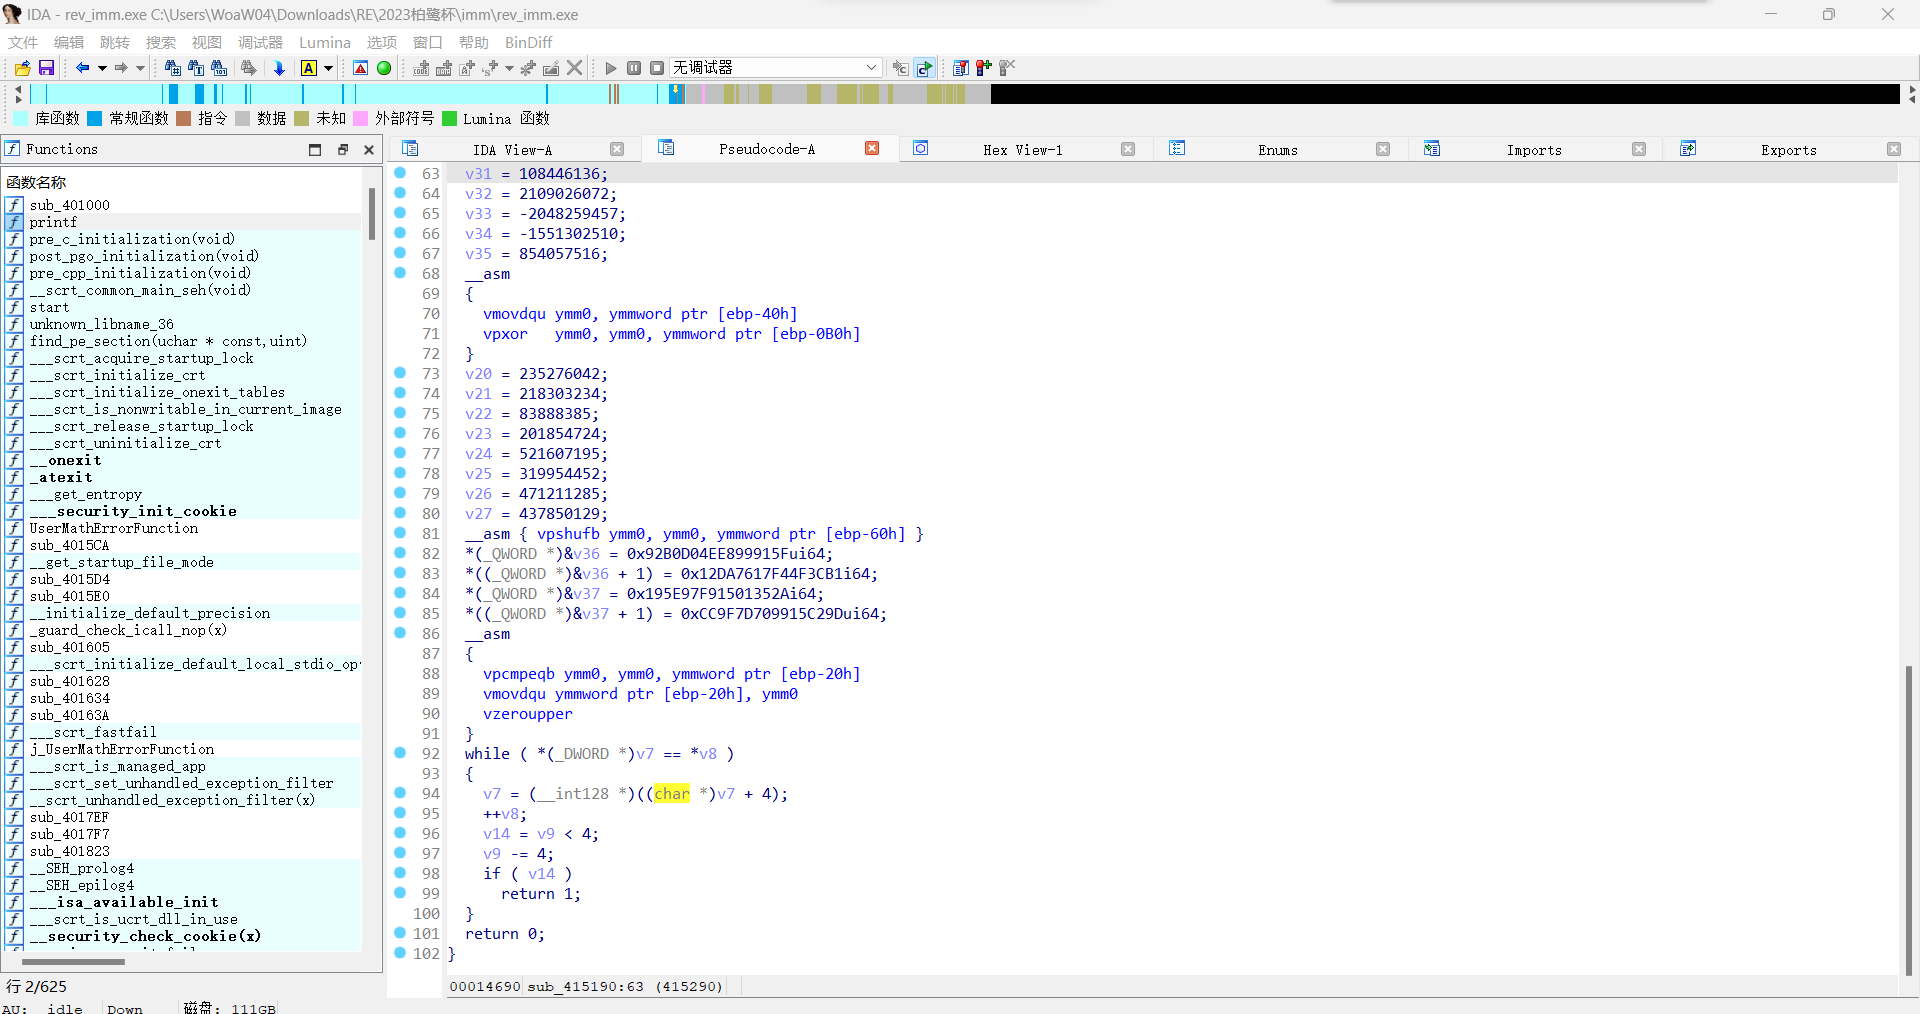 IDA - rev_imm.exe C:\Users\WoaW04\Downloads\RE\2023柏鹭杯\imm\rev_imm.exe
文件 编辑 跳转 搜索 视图 调试器 Lumina 选项 窗口 帮助 BinDiff
无调试器
库函数 常规函数 指令 数据 未知 外部符号 Lumina 函数
Functions
IDA View-A Pseudocode-A Hex View-1 Enums Imports Exports
函数名称
sub_401000
printf
pre_c_initialization(void)
post_pgo_initialization(void)
pre_cpp_initialization(void)
__scrt_common_main_seh(void)
start
unknown_libname_36
find_pe_section(uchar * const,uint)
___scrt_acquire_startup_lock
___scrt_initialize_crt
___scrt_initialize_onexit_tables
___scrt_is_nonwritable_in_current_image
___scrt_release_startup_lock
___scrt_uninitialize_crt
__onexit
_atexit
___get_entropy
___security_init_cookie
UserMathErrorFunction
sub_4015CA
__get_startup_file_mode
sub_4015D4
sub_4015E0
__initialize_default_precision
_guard_check_icall_nop(x)
sub_401605
___scrt_initialize_default_local_stdio_op
sub_401628
sub_401634
sub_40163A
___scrt_fastfail
j_UserMathErrorFunction
___scrt_is_managed_app
___scrt_set_unhandled_exception_filter
__scrt_unhandled_exception_filter(x)
sub_4017EF
sub_4017F7
sub_401823
__SEH_prolog4
__SEH_epilog4
___isa_available_init
___scrt_is_ucrt_dll_in_use
__security_check_cookie(x)
行 2/625
63 v31 = 108446136;
64 v32 = 2109026072;
65 v33 = -2048259457;
66 v34 = -1551302510;
67 v35 = 854057516;
68 __asm
69 {
70 vmovdqu ymm0, ymmword ptr [ebp-40h]
71 vpxor ymm0, ymm0, ymmword ptr [ebp-0B0h]
72 }
73 v20 = 235276042;
74 v21 = 218303234;
75 v22 = 83888385;
76 v23 = 201854724;
77 v24 = 521607195;
78 v25 = 319954452;
79 v26 = 471211285;
80 v27 = 437850129;
81 __asm { vpshufb ymm0, ymm0, ymmword ptr [ebp-60h] }
82 *(_QWORD *)&v36 = 0x92B0D04EE899915Fui64;
83 *((_QWORD *)&v36 + 1) = 0x12DA7617F44F3CB1i64;
84 *(_QWORD *)&v37 = 0x195E97F91501352Ai64;
85 *((_QWORD *)&v37 + 1) = 0xCC9F7D709915C29Dui64;
86 __asm
87 {
88 vpcmpeqb ymm0, ymm0, ymmword ptr [ebp-20h]
89 vmovdqu ymmword ptr [ebp-20h], ymm0
90 vzeroupper
91 }
92 while ( *(_DWORD *)v7 == *v8 )
93 {
94 v7 = (__int128 *)((char *)v7 + 4);
95 ++v8;
96 v14 = v9 < 4;
97 v9 -= 4;
98 if ( v14 )
99 return 1;
100 }
101 return 0;
102 }
00014690 sub_415190:63 (415290)
AU: idle Down 磁盘: 111GB